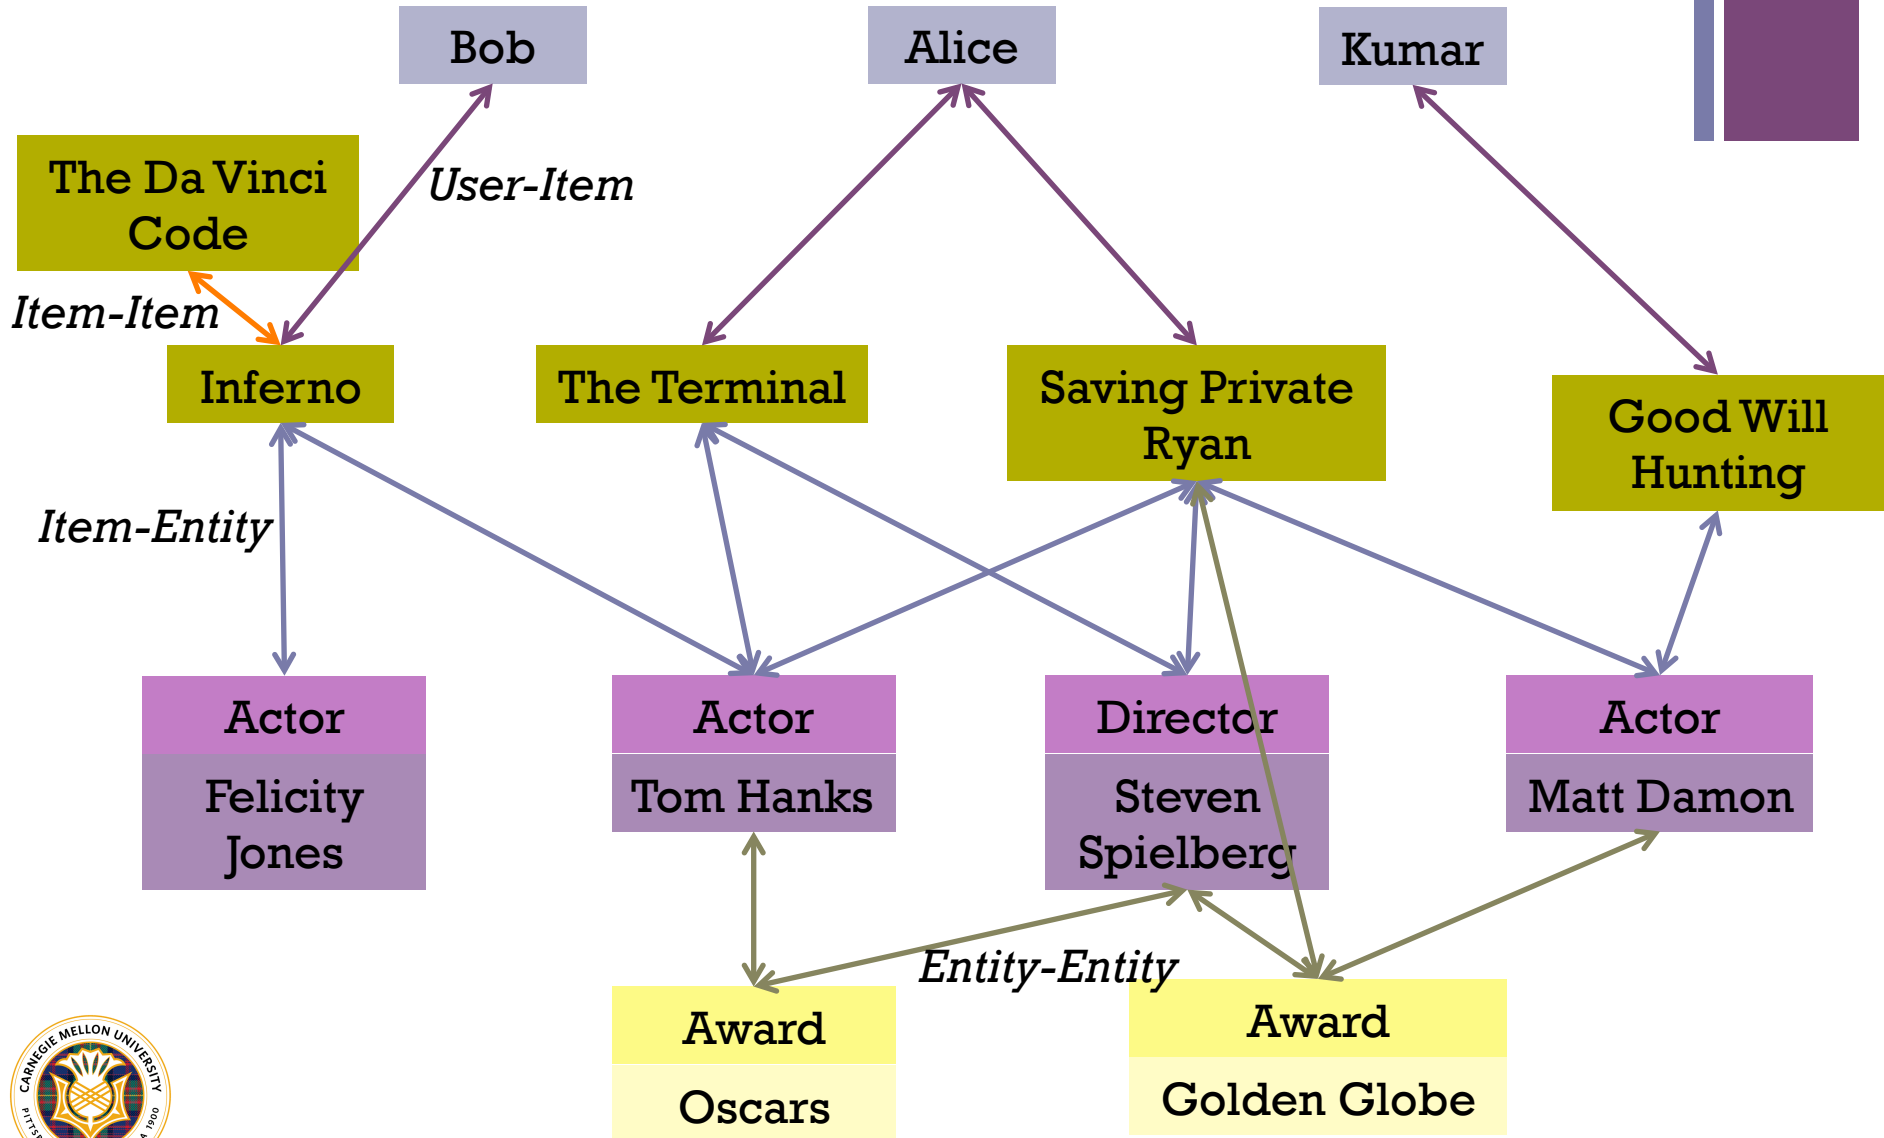 Bob
Alice
Kumar
The Da Vinci
Code
User-Item
Item-Item
Inferno
The Terminal
Saving Private
Ryan
Good Will
Hunting
Item-Entity
Actor
Felicity
Jones
Actor
Tom Hanks
Director
Steven
Spielberg
Actor
Matt Damon
Entity-Entity
Award
Oscars
Award
Golden Globe
CARNEGIE MELLON UNIVERSITY
1900